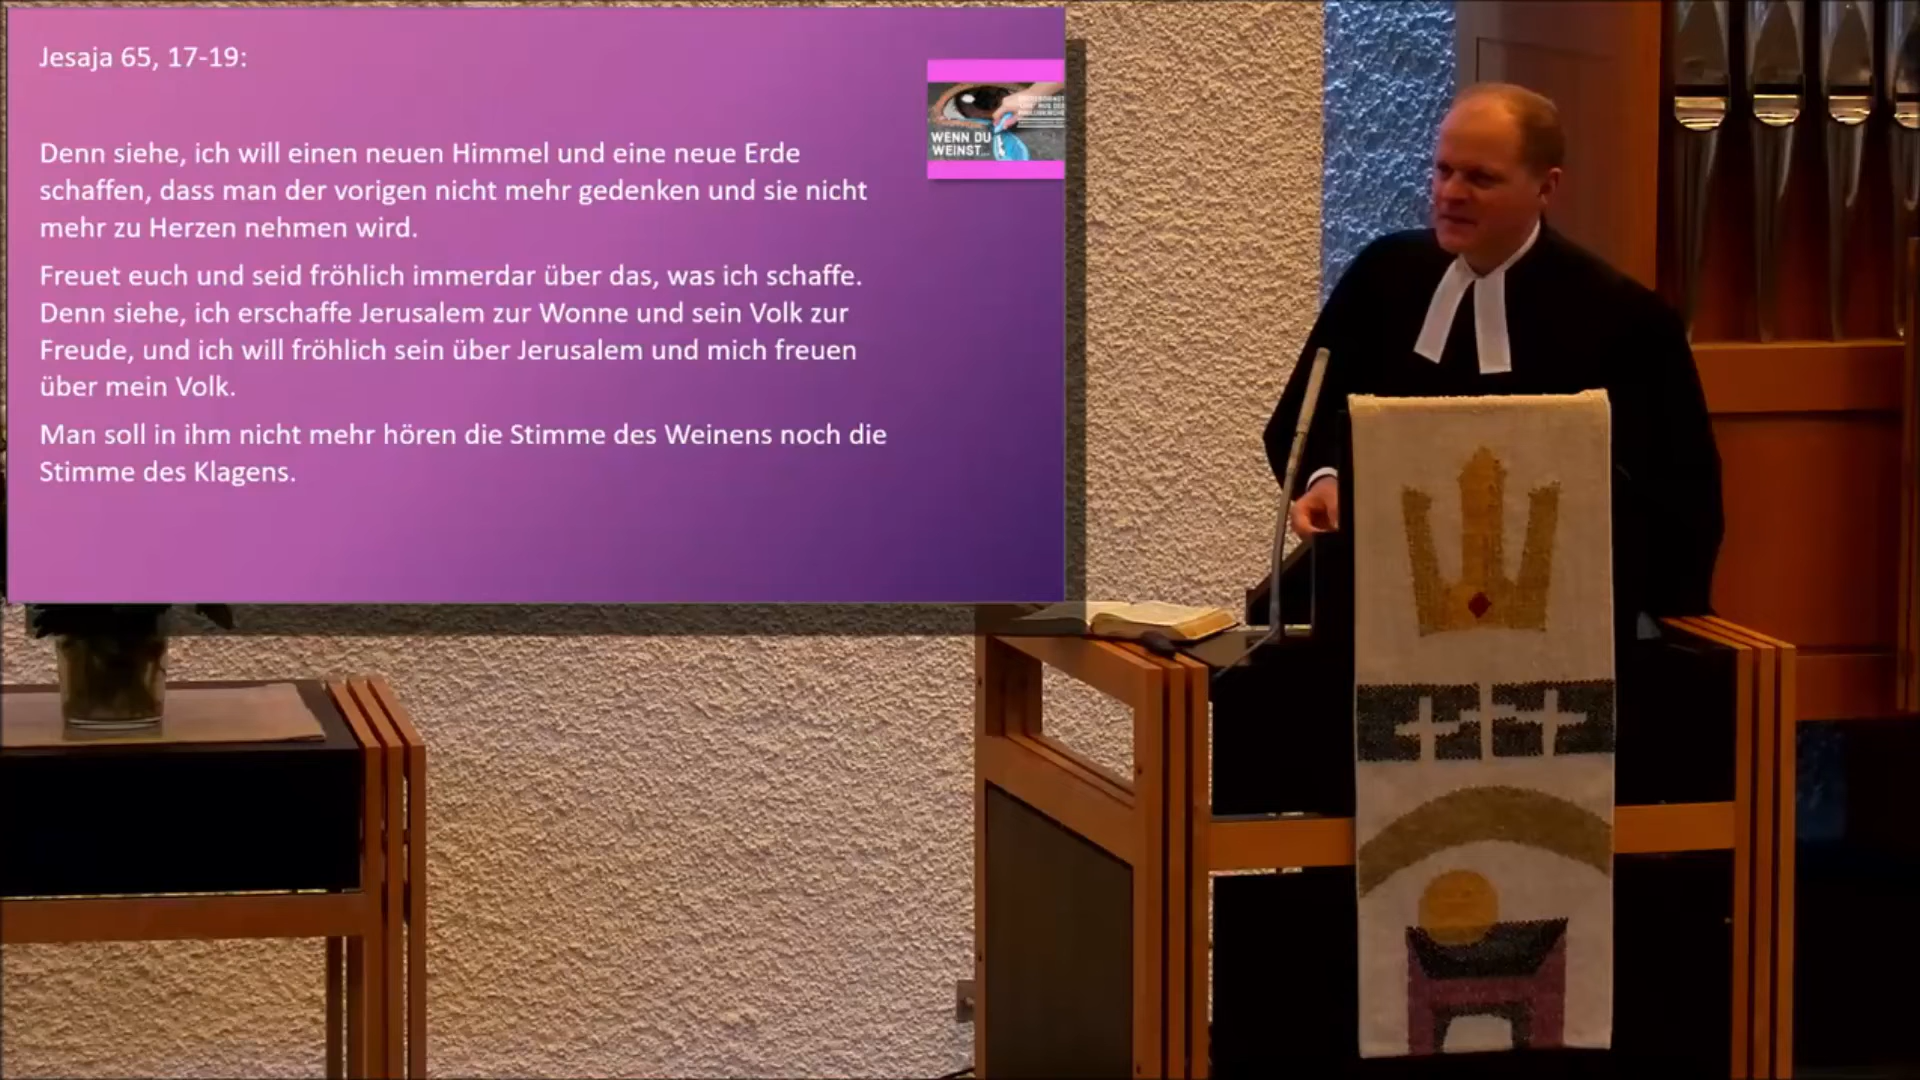 Jesaja 65, 17-19:
Denn siehe, ich will einen neuen Himmel und eine neue Erde
schaffen, dass man der vorigen nicht mehr gedenken und sie nicht
mehr zu Herzen nehmen wird.
Freuet euch und seid fröhlich immerdar über das, was ich schaffe.
Denn siehe, ich erschaffe Jerusalem zur Wonne und sein Volk zur
Freude, und ich will fröhlich sein über Jerusalem und mich freuen
über mein Volk.
Man soll in ihm nicht mehr hören die Stimme des Weinens noch die
Stimme des Klagens.
WENN DU
WEINST...